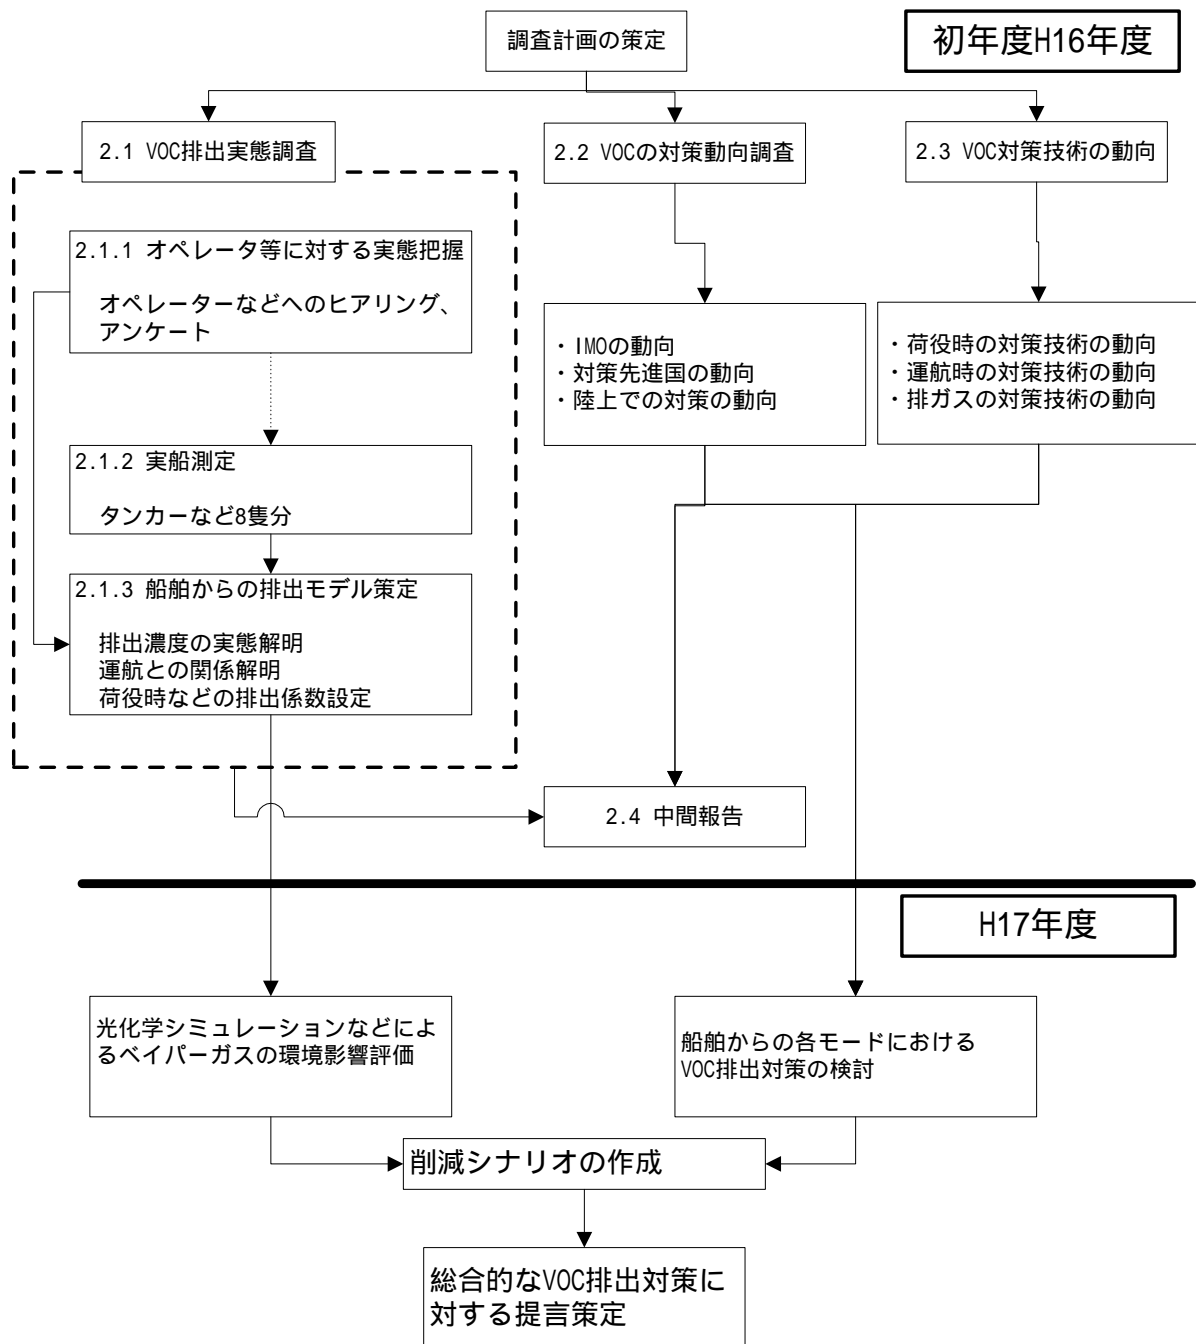 調査計画の策定
初年度H16年度
2.1 VOC排出実態調査
2.2 VOCの対策動向調査
2.3 VOC対策技術の動向
2.1.1 オペレータ等に対する実態把握
オペレーターなどへのヒアリング、
アンケート
・IMOの動向
・対策先進国の動向
・陸上での対策の動向
・荷役時の対策技術の動向
・運航時の対策技術の動向
・排ガスの対策技術の動向
2.1.2 実船測定
タンカーなど8隻分
2.1.3 船舶からの排出モデル策定
排出濃度の実態解明
運航との関係解明
荷役時などの排出係数設定
2.4 中間報告
H17年度
光化学シミュレーションなどによ
るベイパーガスの環境影響評価
船舶からの各モードにおける
VOC排出対策の検討
削減シナリオの作成
総合的なVOC排出対策に
対する提言策定